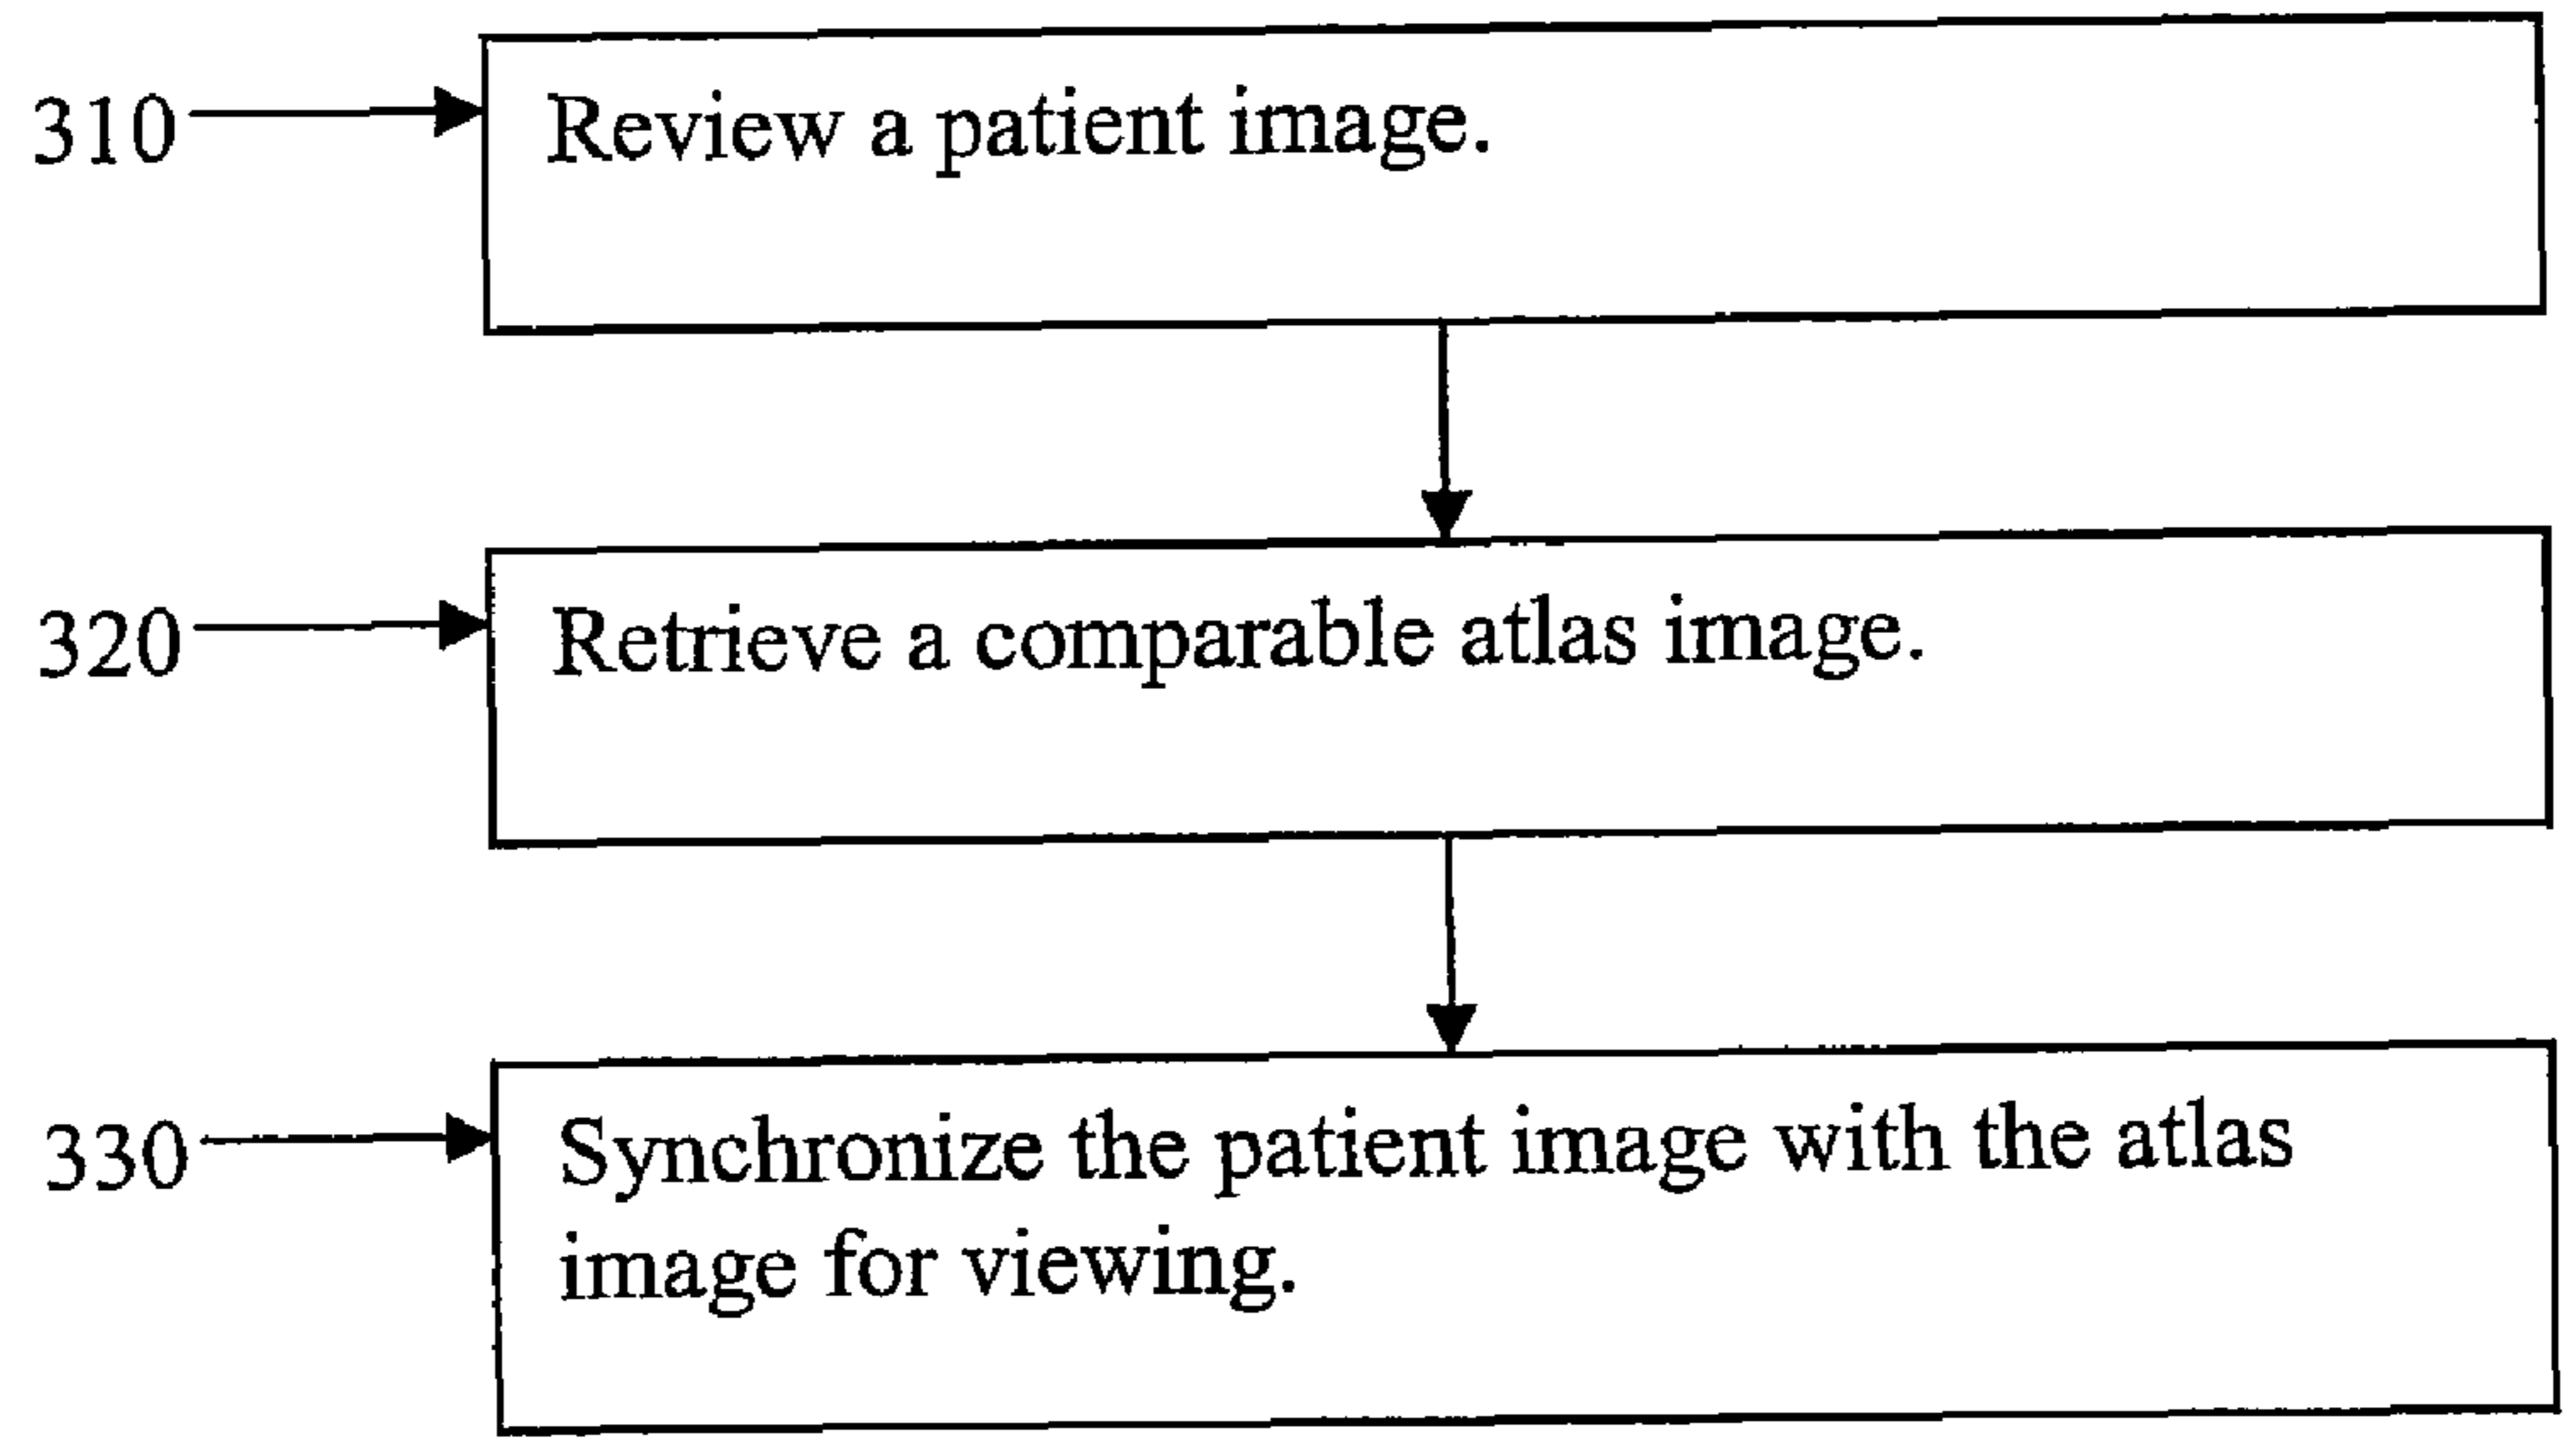 310
Review a patient image.
320
Retrieve a comparable atlas image.
330
Synchronize the patient image with the atlas
image for viewing.